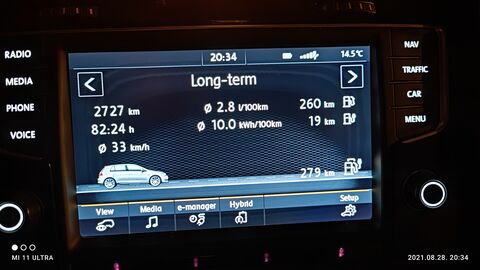 RADIO
MEDIA
PHONE
VOICE
NAV
TRAFFIC
CAR
MENU
20:34
14.5°C
Long-term
2727 km
82:24 h
Ø 33 km/h
Ø 2.8 l/100km
Ø 10.0 kWh/100km
260 km
19 km
279 km
View
Media
e-manager
Hybrid
Setup
MI 11 ULTRA
2021.08.28. 20:34